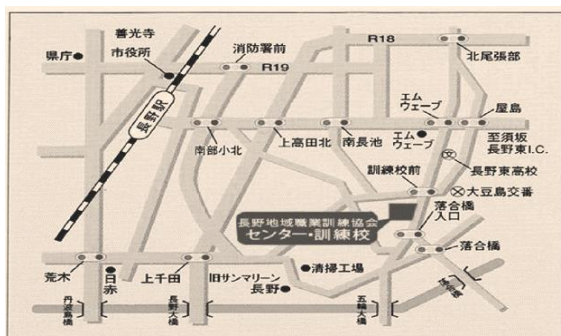 善光寺
県庁
市役所
消防署前
R18
R19
北尾張部
長野駅
エム
ウェーブ
屋島
南部小北
上高田北
南長池
エム
ウェーブ
至須坂
長野東I.C.
訓練校前
長野東高校
大豆島交番
長野地域職業訓練協会
センター・訓練校
落合橋
入口
落合橋
荒木
日赤
上千田
旧サンマリーン
長野
清掃工場
丹波島橋
長野大橋
五輪大橋